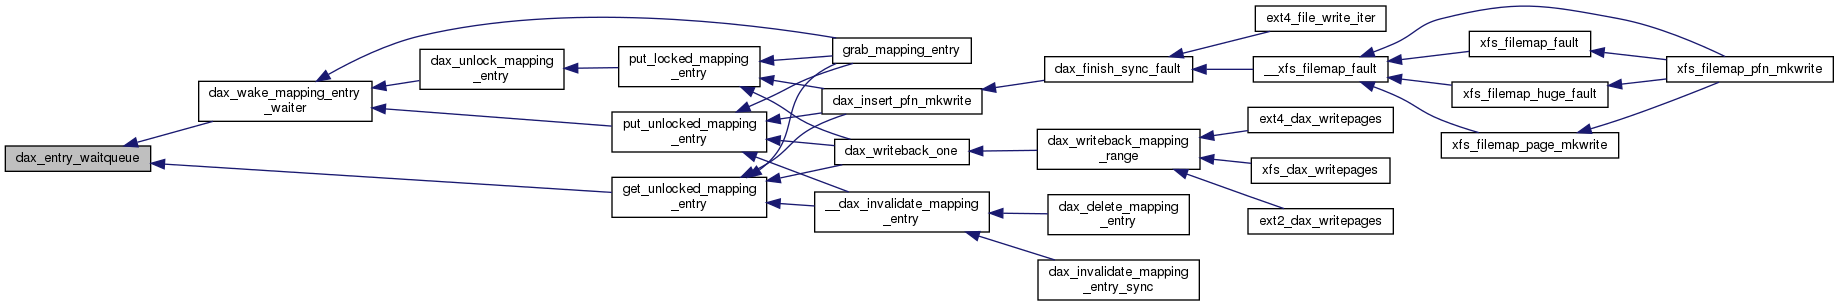 dax_entry_waitqueue
dax_wake_mapping_entry
_waiter
dax_unlock_mapping
_entry
put_locked_mapping
_entry
put_unlocked_mapping
_entry
get_unlocked_mapping
_entry
grab_mapping_entry
dax_insert_pfn_mkwrite
dax_writeback_one
__dax_invalidate_mapping
_entry
dax_finish_sync_fault
dax_writeback_mapping
_range
dax_delete_mapping
_entry
dax_invalidate_mapping
_entry_sync
ext4_file_write_iter
__xfs_filemap_fault
ext4_dax_writepages
xfs_dax_writepages
ext2_dax_writepages
xfs_filemap_fault
xfs_filemap_huge_fault
xfs_filemap_page_mkwrite
xfs_filemap_pfn_mkwrite